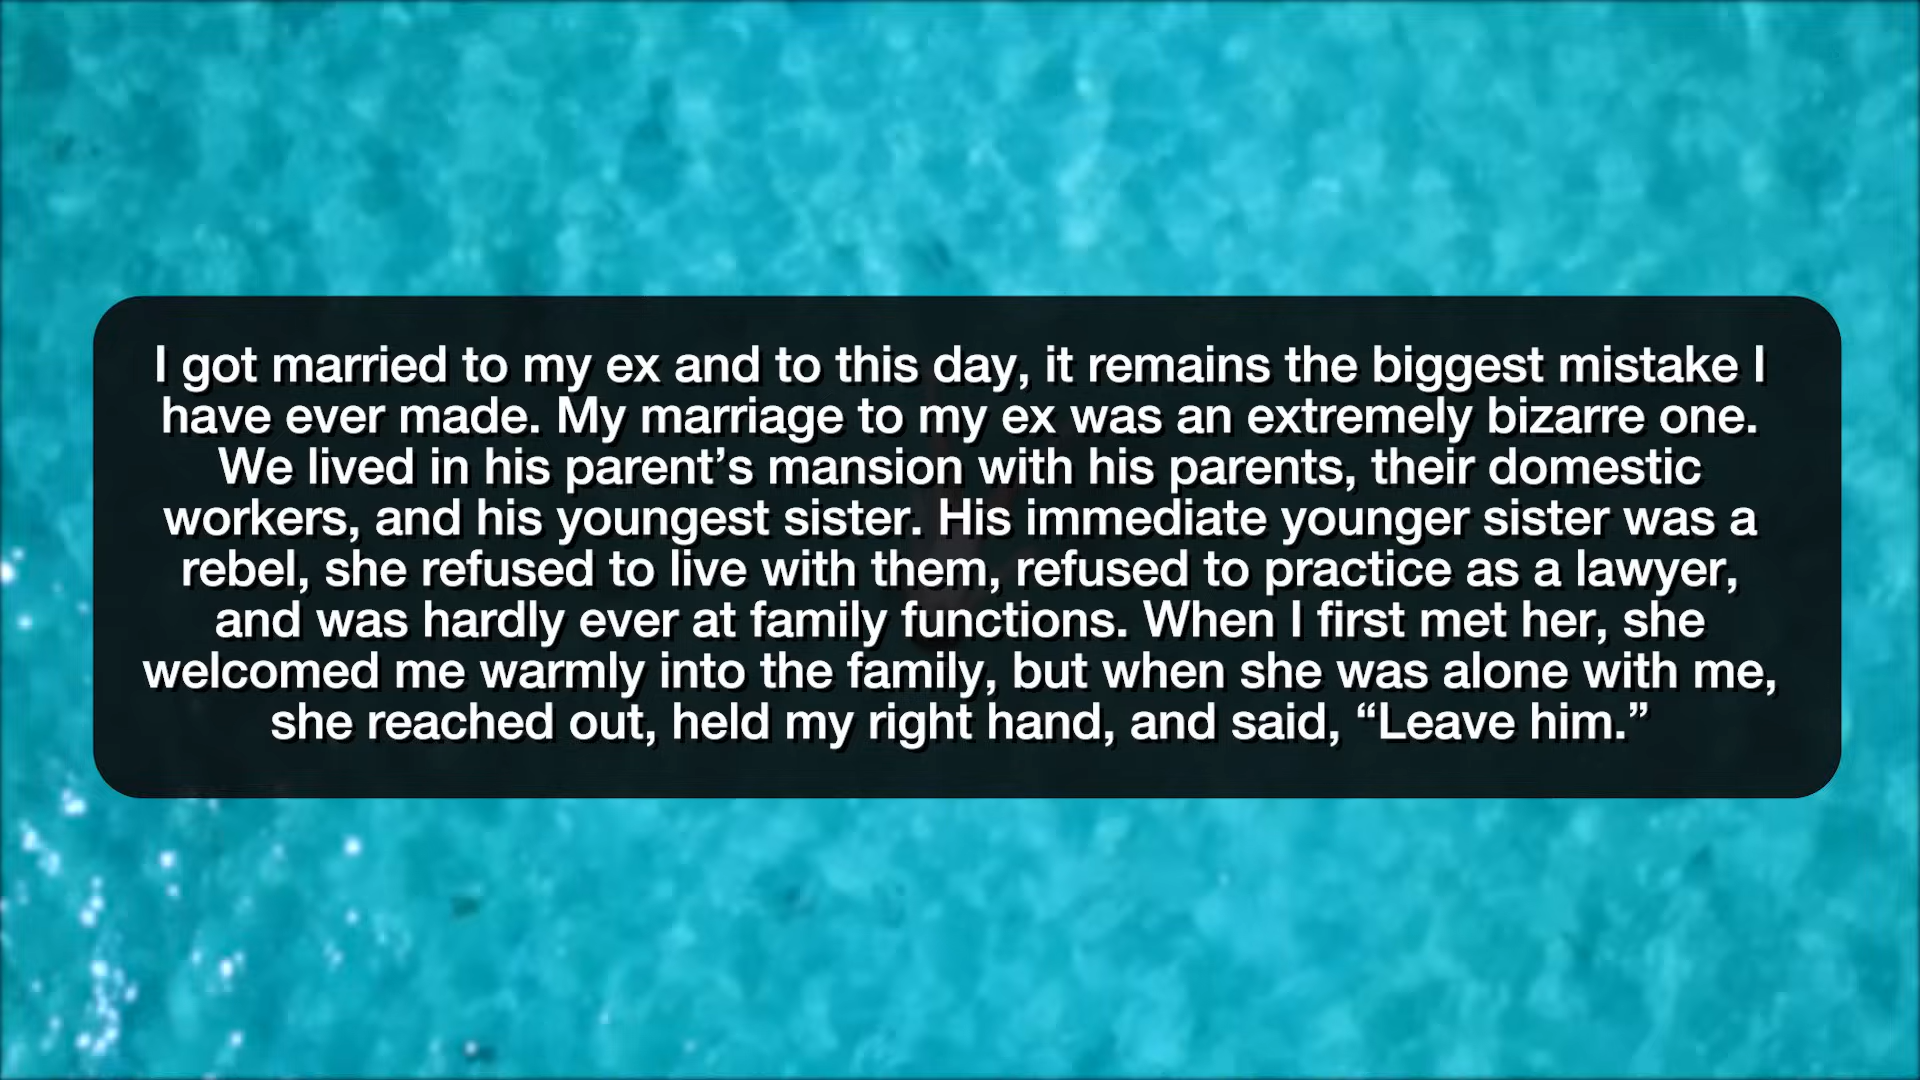 I got married to my ex and to this day, it remains the biggest mistake I
have ever made. My marriage to my ex was an extremely bizarre one.
We lived in his parent’s mansion with his parents, their domestic
workers, and his youngest sister. His immediate younger sister was a
rebel, she refused to live with them, refused to practice as a lawyer,
and was hardly ever at family functions. When I first met her, she
welcomed me warmly into the family, but when she was alone with me,
she reached out, held my right hand, and said, “Leave him.”